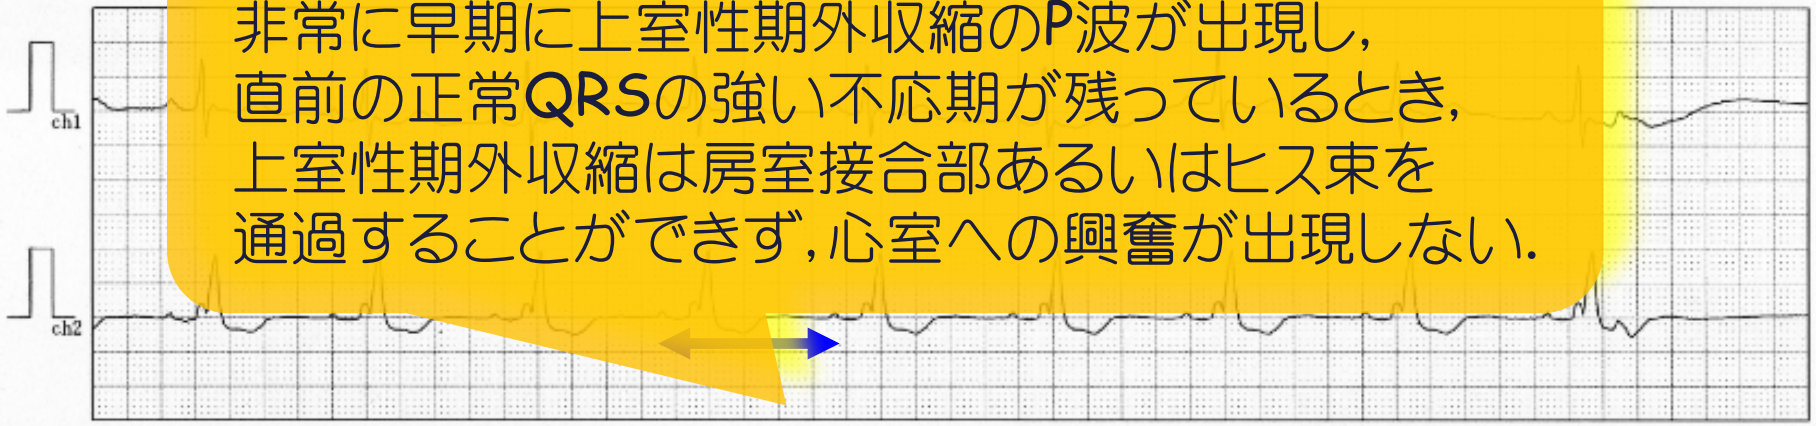 非常に早期に上室性期外収縮のP波が出現し,
直前の正常QRSの強い不応期が残っているとき,
上室性期外収縮は房室接合部あるいはヒス束を
通過することができず,心室への興奮が出現しない.
ch1
ch2